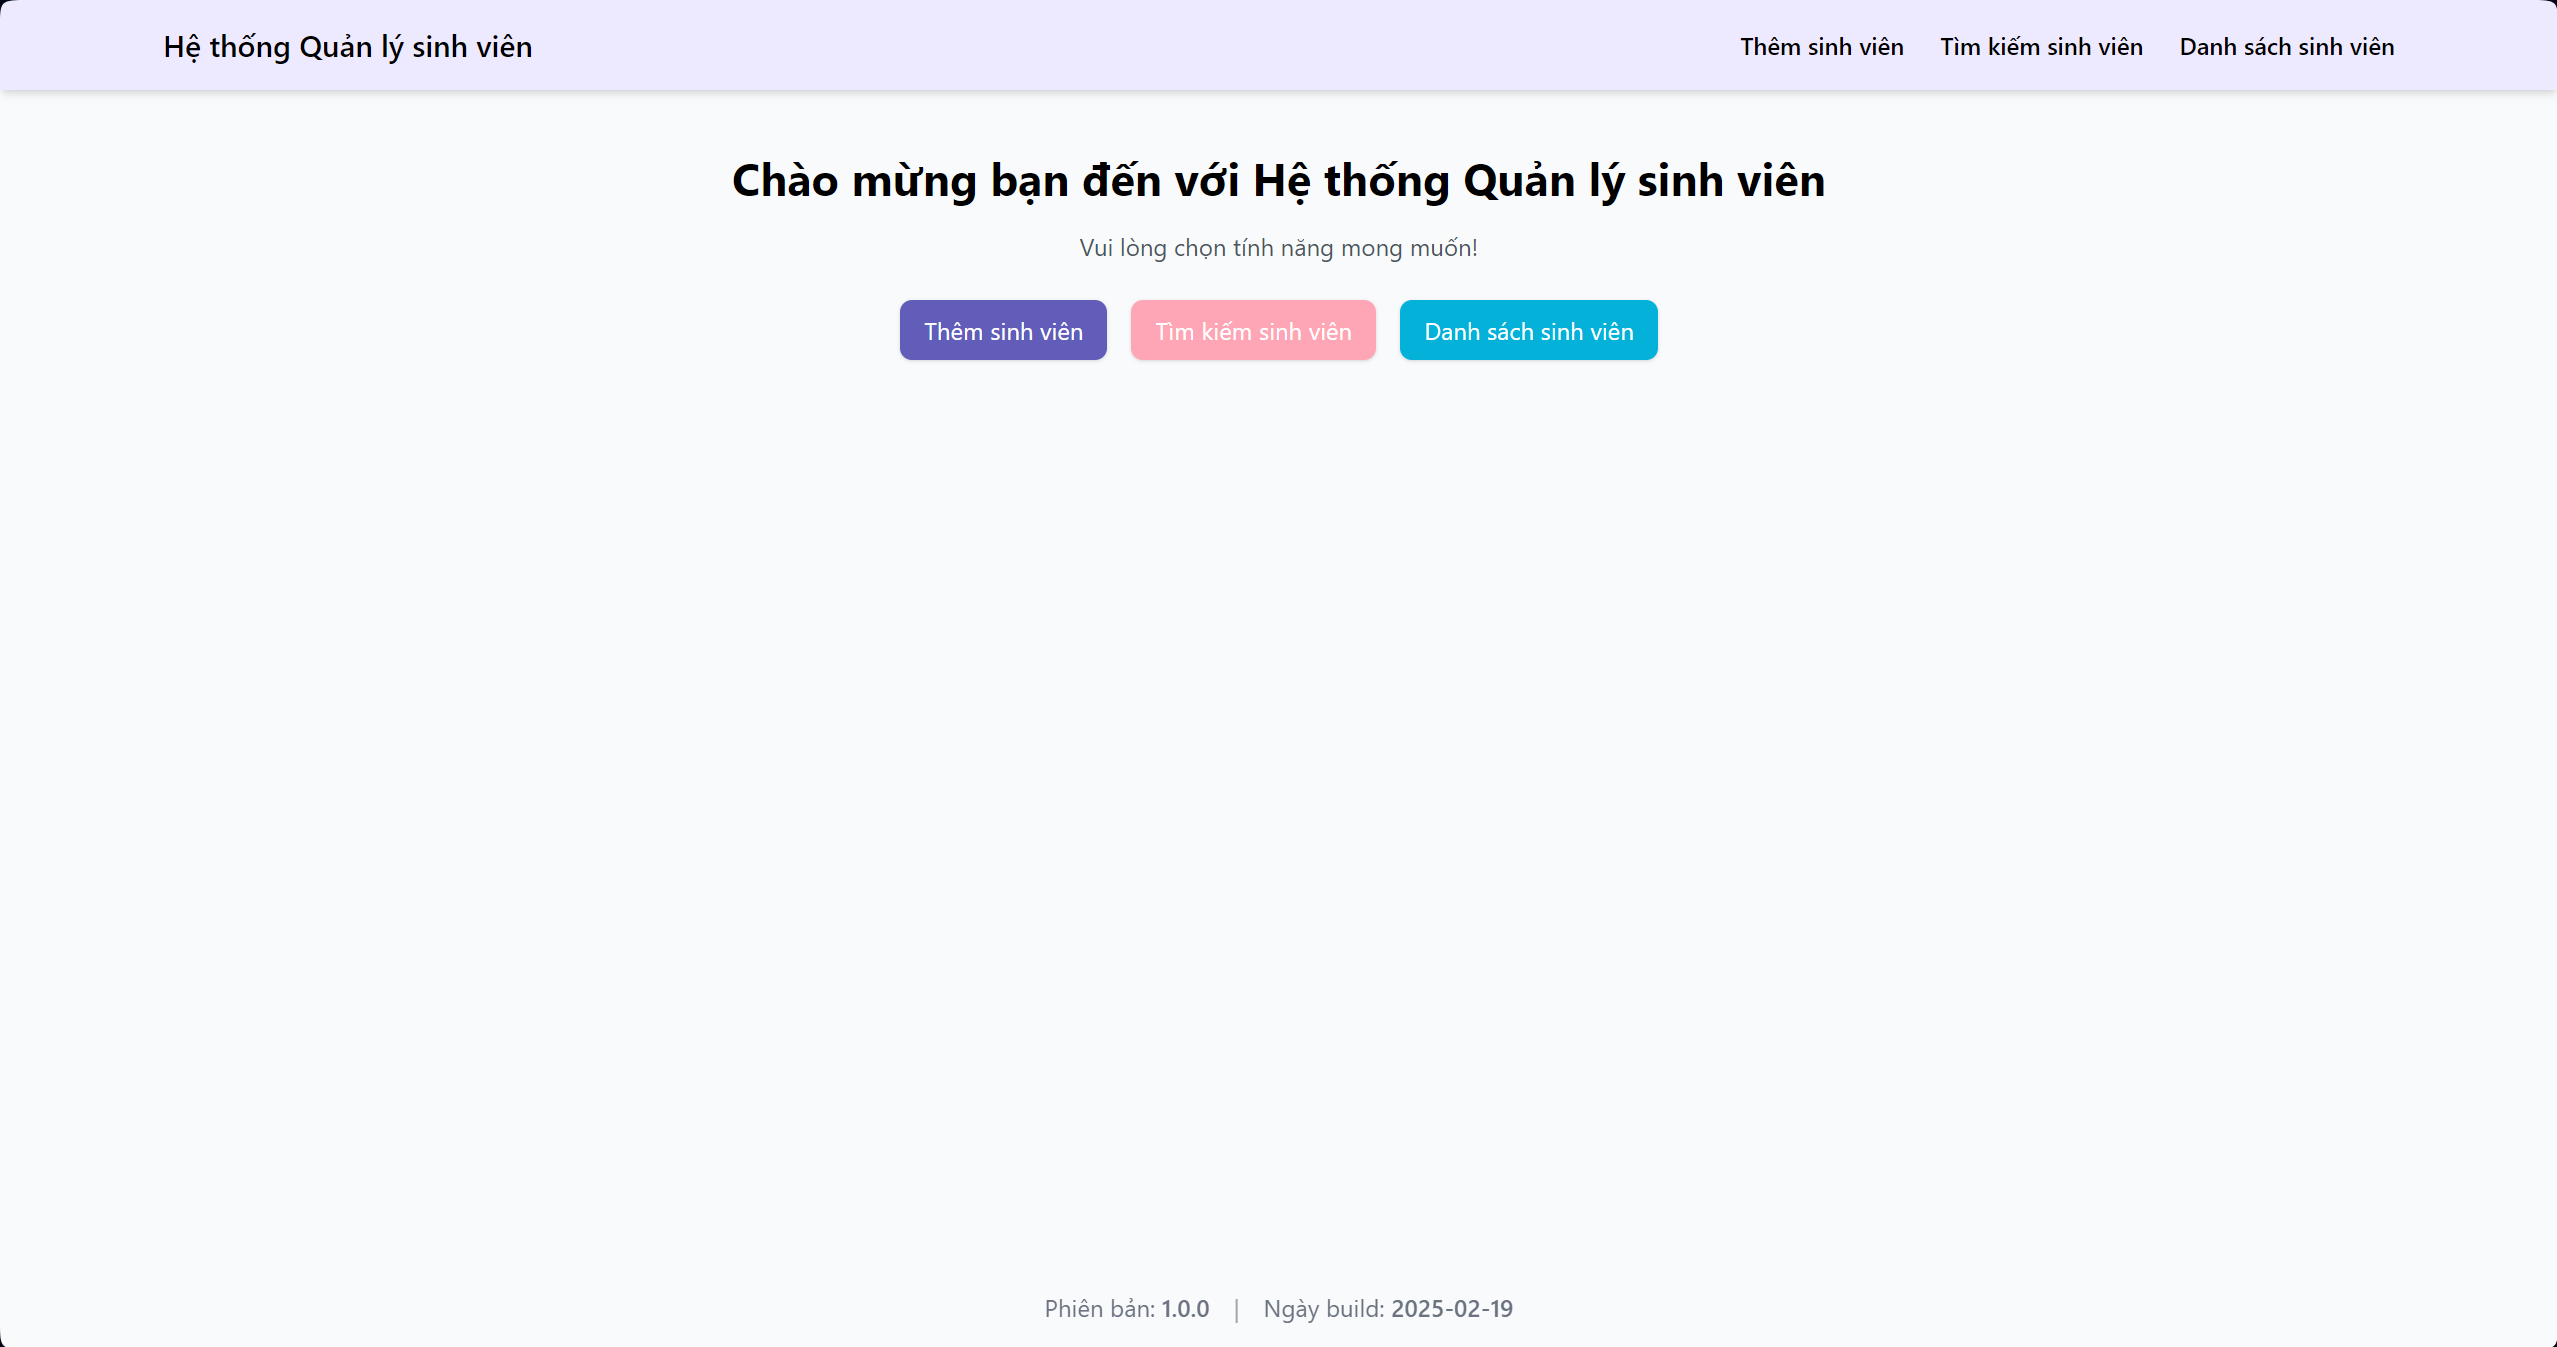 Hệ thống Quản lý sinh viên
Thêm sinh viên Tìm kiếm sinh viên Danh sách sinh viên
Chào mừng bạn đến với Hệ thống Quản lý sinh viên
Vui lòng chọn tính năng mong muốn!
Thêm sinh viên Tìm kiếm sinh viên Danh sách sinh viên
Phiên bản: 1.0.0 | Ngày build: 2025-02-19